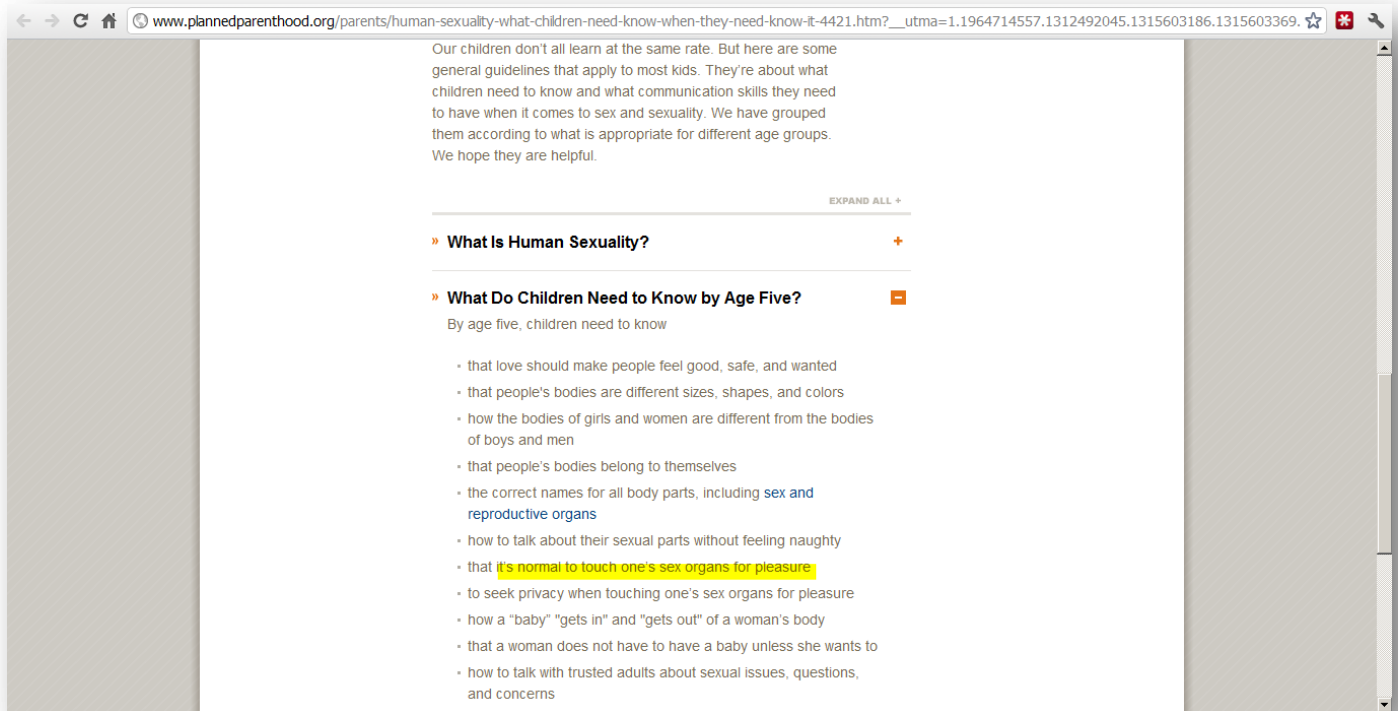 www.plannedparenthood.org/parents/human-sexuality-what-children-need-know-when-they-need-know-it-4421.htm?__utma=1.1964714557.1312492045.1315603186.1315603369.
Our children don't all learn at the same rate. But here are some
general guidelines that apply to most kids. They're about what
children need to know and what communication skills they need
to have when it comes to sex and sexuality. We have grouped
them according to what is appropriate for different age groups.
We hope they are helpful.
EXPAND ALL +
» What Is Human Sexuality? +
» What Do Children Need to Know by Age Five? -
By age five, children need to know
▪ that love should make people feel good, safe, and wanted
▪ that people's bodies are different sizes, shapes, and colors
▪ how the bodies of girls and women are different from the bodies
of boys and men
▪ that people's bodies belong to themselves
▪ the correct names for all body parts, including sex and
reproductive organs
▪ how to talk about their sexual parts without feeling naughty
▪ that it's normal to touch one's sex organs for pleasure
▪ to seek privacy when touching one's sex organs for pleasure
▪ how a “baby” "gets in" and "gets out" of a woman's body
▪ that a woman does not have to have a baby unless she wants to
▪ how to talk with trusted adults about sexual issues, questions,
and concerns